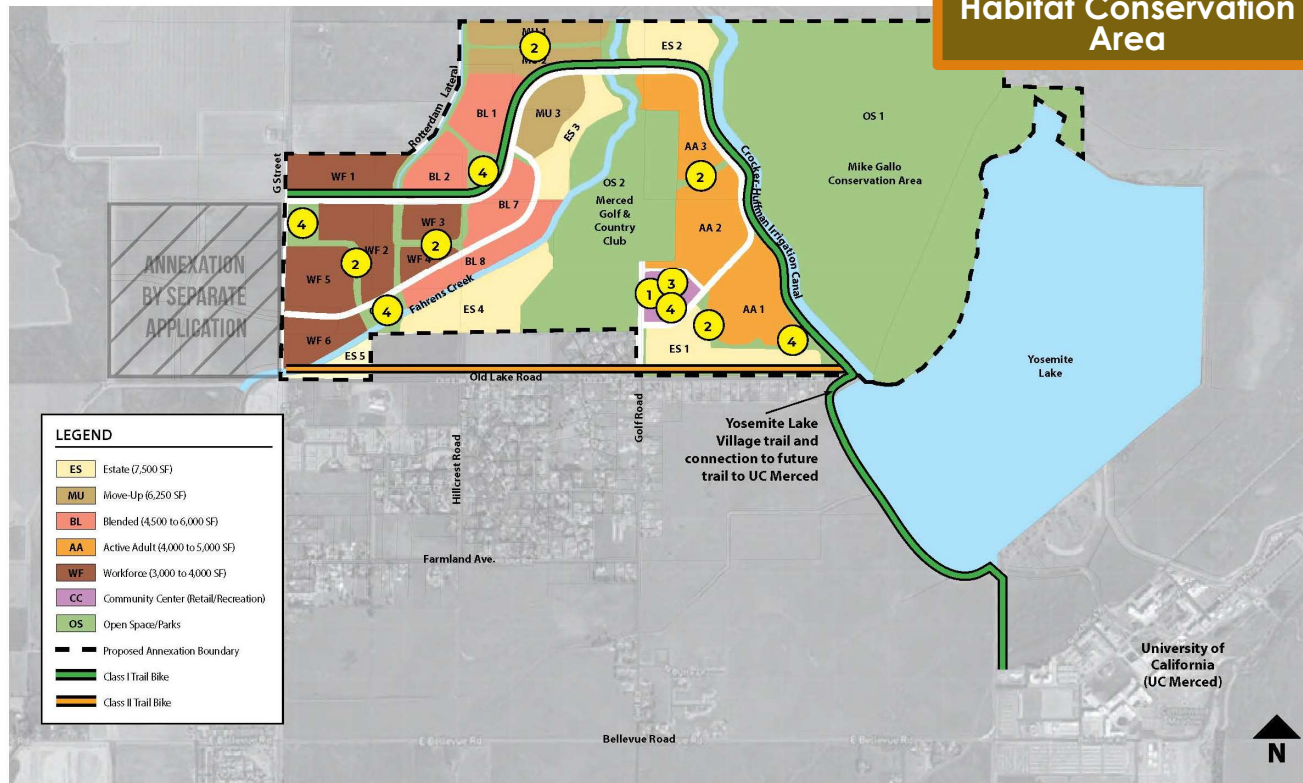 Habitat Conservation
Area
MU 1
2
MU 2
ES 2
Rotterdam Lateral
BL 1
MU 3
ES 3
OS 1
AA 3
2
Crocker-Huffman Irrigation Canal
Mike Gallo
Conservation Area
G Street
WF 1
BL 2
4
OS 2
Merced
Golf &
Country
Club
BL 7
AA 2
4
WF 3
2
WF 2
2
WF 4
BL 8
ANNEXATION
BY SEPARATE
APPLICATION
WF 5
Fahrens Creek
4
ES 4
3
1
4
AA 1
2
4
WF 6
ES 5
ES 1
Old Lake Road
Yosemite
Lake
Yosemite Lake
Village trail and
connection to future
trail to UC Merced
Hillcrest Road
Golf Road
Farmland Ave.
LEGEND
ES Estate (7,500 SF)
MU Move-Up (6,250 SF)
BL Blended (4,500 to 6,000 SF)
AA Active Adult (4,000 to 5,000 SF)
WF Workforce (3,000 to 4,000 SF)
CC Community Center (Retail/Recreation)
OS Open Space/Parks
Proposed Annexation Boundary
Class I Trail Bike
Class II Trail Bike
University of
California
(UC Merced)
Bellevue Road
E Bellevue Rd
E Bellevue Rd
N